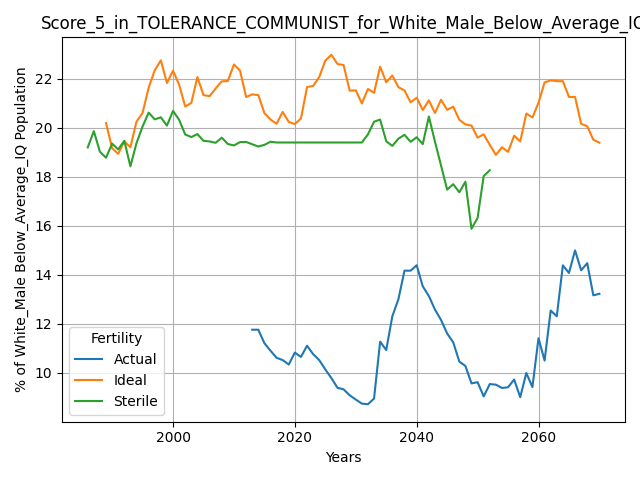 Score_5_in_TOLERANCE_COMMUNIST_for_White_Male_Below_Average_IQ
% of White_Male Below_Average_IQ Population
22
20
18
16
14
12
10
Fertility
Actual
Ideal
Sterile
2000
2020
2040
2060
Years